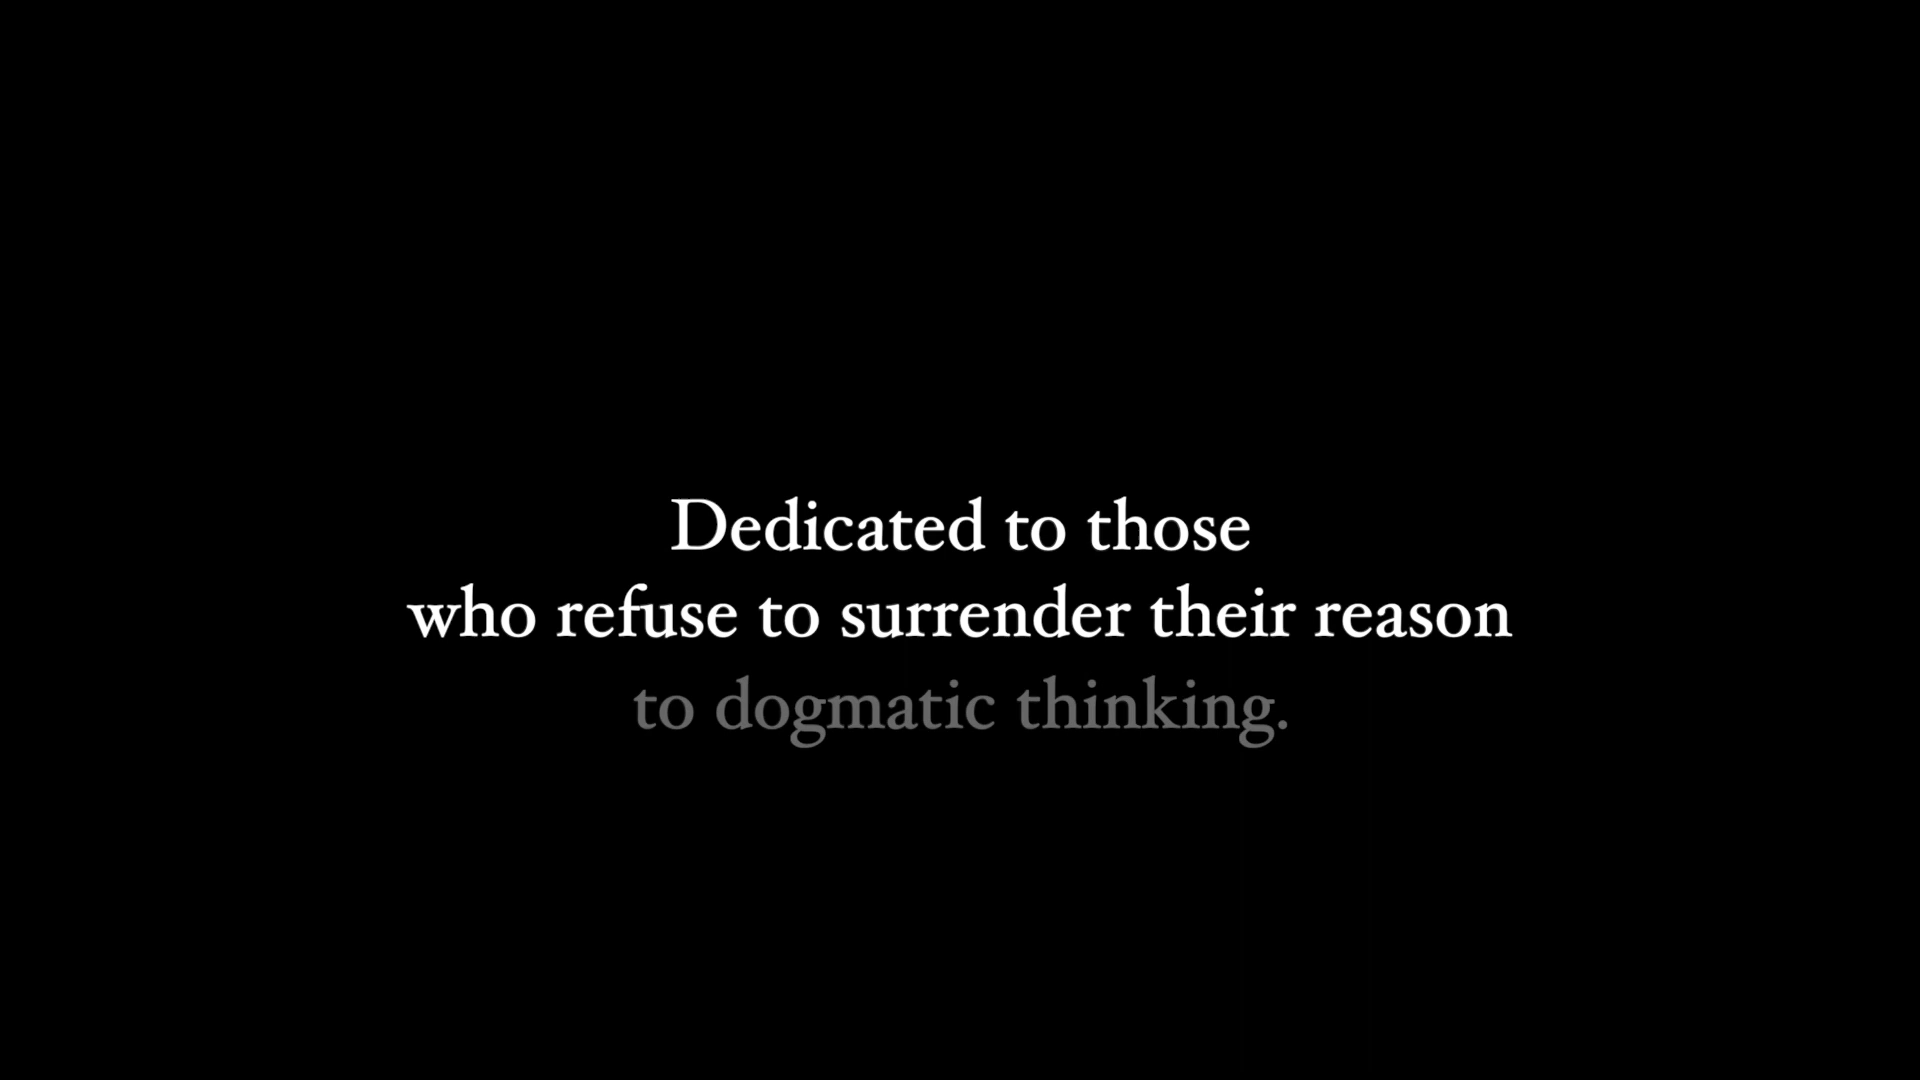 Dedicated to those
who refuse to surrender their reason
to dogmatic thinking.